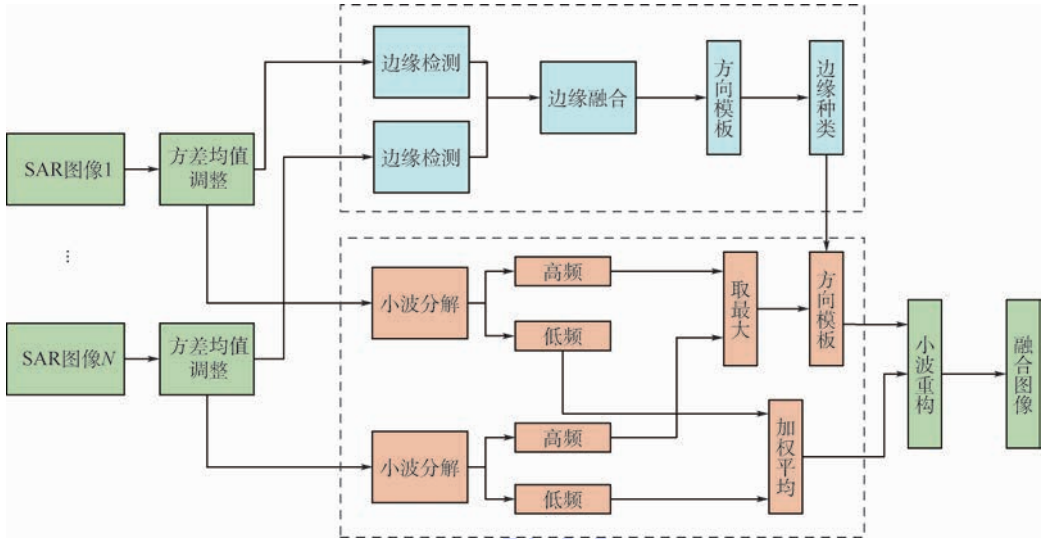 边缘检测
边缘融合
方向模板
边缘种类
边缘检测
SAR图像1
方差均值
调整
⋮
小波分解
高频
低频
取最大
方向模板
SAR图像N
方差均值
调整
小波重构
融合图像
小波分解
高频
低频
加权平均